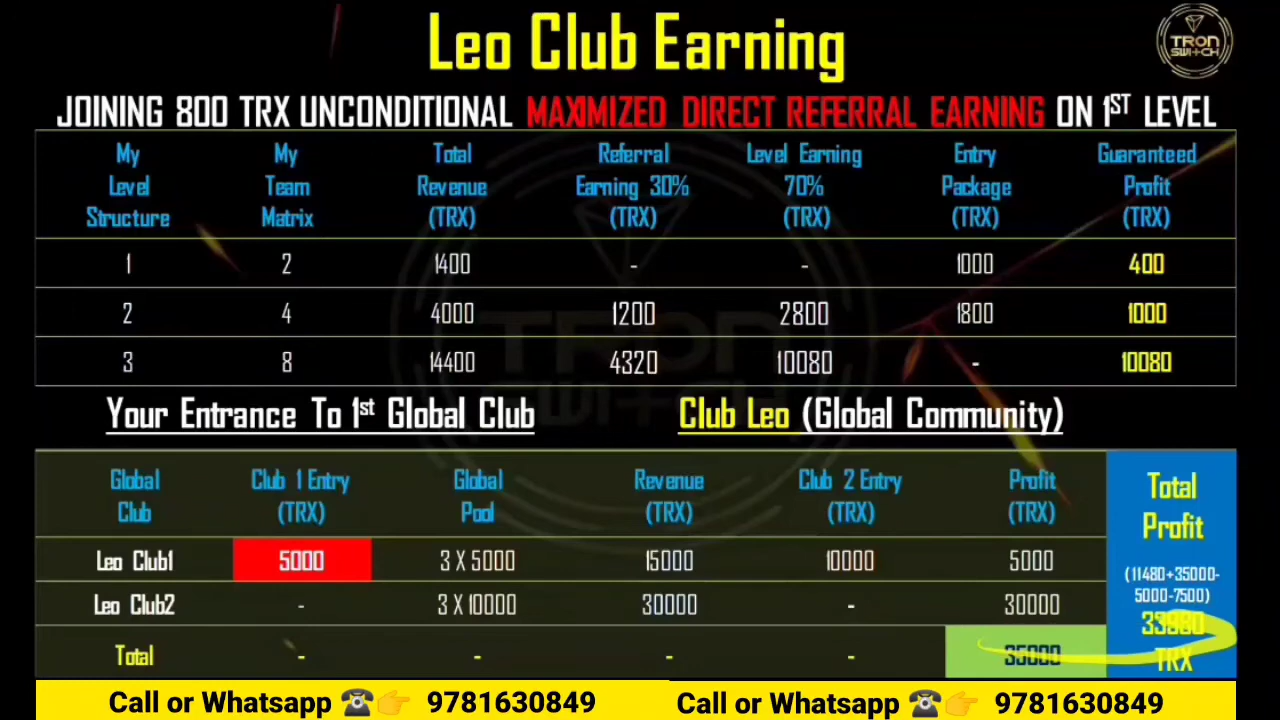 Leo Club Earning
TRON
SWITCH
JOINING 800 TRX UNCONDITIONAL MAXIMIZED DIRECT REFERRAL EARNING ON 1ST LEVEL
My Level Structure My Team Matrix Total Revenue (TRX) Referral Earning 30% (TRX) Level Earning 70% (TRX) Entry Package (TRX) Guaranteed Profit (TRX)
1 2 1400 - - 1000 400
2 4 4000 1200 2800 1800 1000
3 8 14400 4320 10080 - 10080
TRON
SWITCH
Your Entrance To 1st Global Club Club Leo (Global Community)
Global Club Club 1 Entry (TRX) Global Pool Revenue (TRX) Club 2 Entry (TRX) Profit (TRX) Total Profit
Leo Club1 5000 3 X 5000 15000 10000 5000 (11480+35000-
5000-7500)
Leo Club2 - 3 X 10000 30000 - 30000 33980
Total - - - - 35000 TRX
Call or Whatsapp ☎👉 9781630849 Call or Whatsapp ☎👉 9781630849